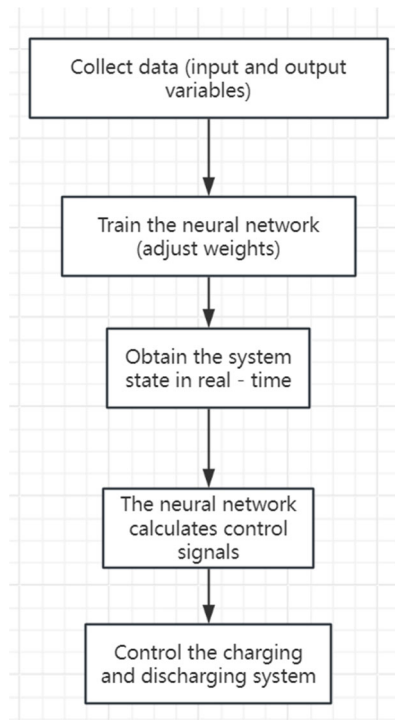 Collect data (input and output
variables)
Train the neural network
(adjust weights)
Obtain the system
state in real - time
The neural network
calculates control
signals
Control the charging
and discharging system